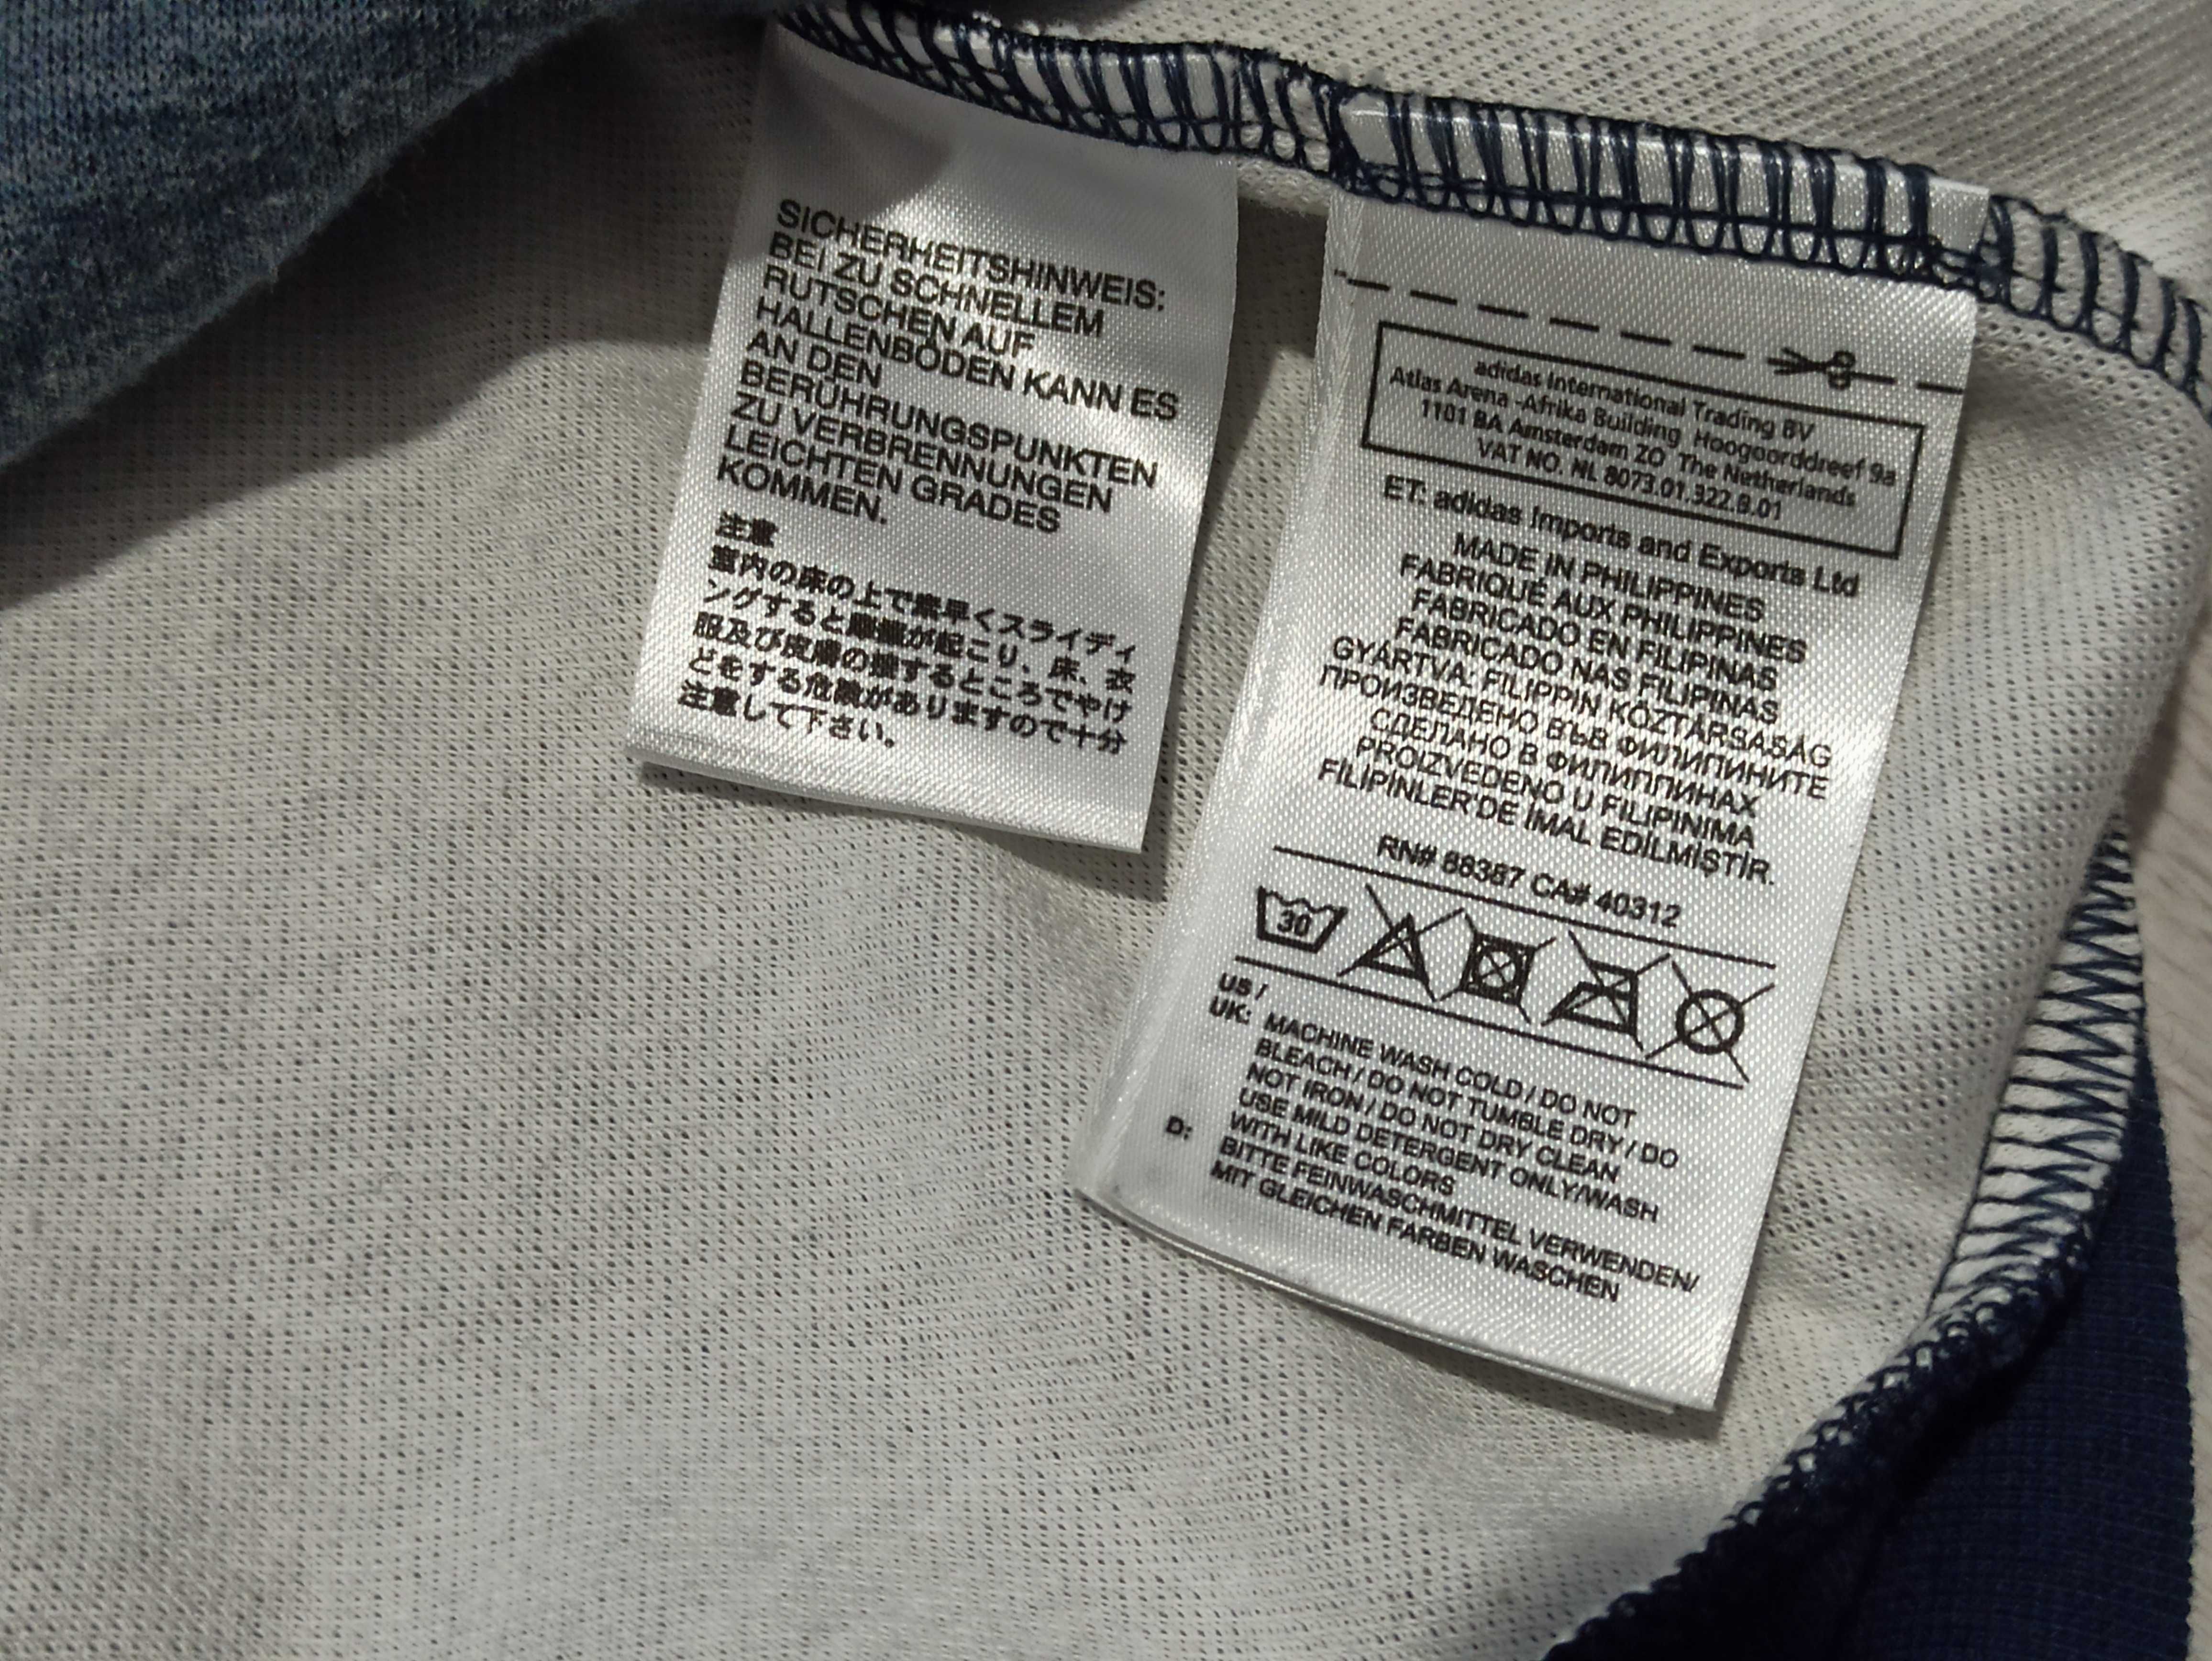 SICHERHEITSHINWEIS:
BEI ZU SCHNELLEM
RUTSCHEN AUF
HALLENBÖDEN KANN ES
AN DEN
BERÜHRUNGSPUNKTEN
ZU VERBRENNUNGEN
LEICHTEN GRADES
KOMMEN.
注意
室内の床の上で素早くスライディ
ングすると摩擦が起こり、床、衣
服及び皮膚の接するところでやけ
どをする危険がありますので十分
注意して下さい。
adidas International Trading BV
Atlas Arena -Afrika Building Hoogoorddreef 9a
1101 BA Amsterdam ZO The Netherlands
VAT NO. NL 8073.01.322.B.01
ET: adidas Imports and Exports Ltd
MADE IN PHILIPPINES
FABRIQUÉ AUX PHILIPPINES
FABRICADO EN FILIPINAS
FABRICADO NAS FILIPINAS
GYÁRTVA: FILIPPIN KÖZTÁRSASÁG
ПРОИЗВЕДЕНО ВЪВ ФИЛИПИНИТЕ
СДЕЛАНО В ФИЛИППИНАХ
PROIZVEDENO U FILIPINIMA
FİLİPİNLER'DE İMAL EDİLMİŞTİR.
RN# 88387 CA# 40312
30
US /
UK: MACHINE WASH COLD / DO NOT
BLEACH / DO NOT TUMBLE DRY / DO
NOT IRON / DO NOT DRY CLEAN
USE MILD DETERGENT ONLY/WASH
WITH LIKE COLORS
D: BITTE FEINWASCHMITTEL VERWENDEN/
MIT GLEICHEN FARBEN WASCHEN